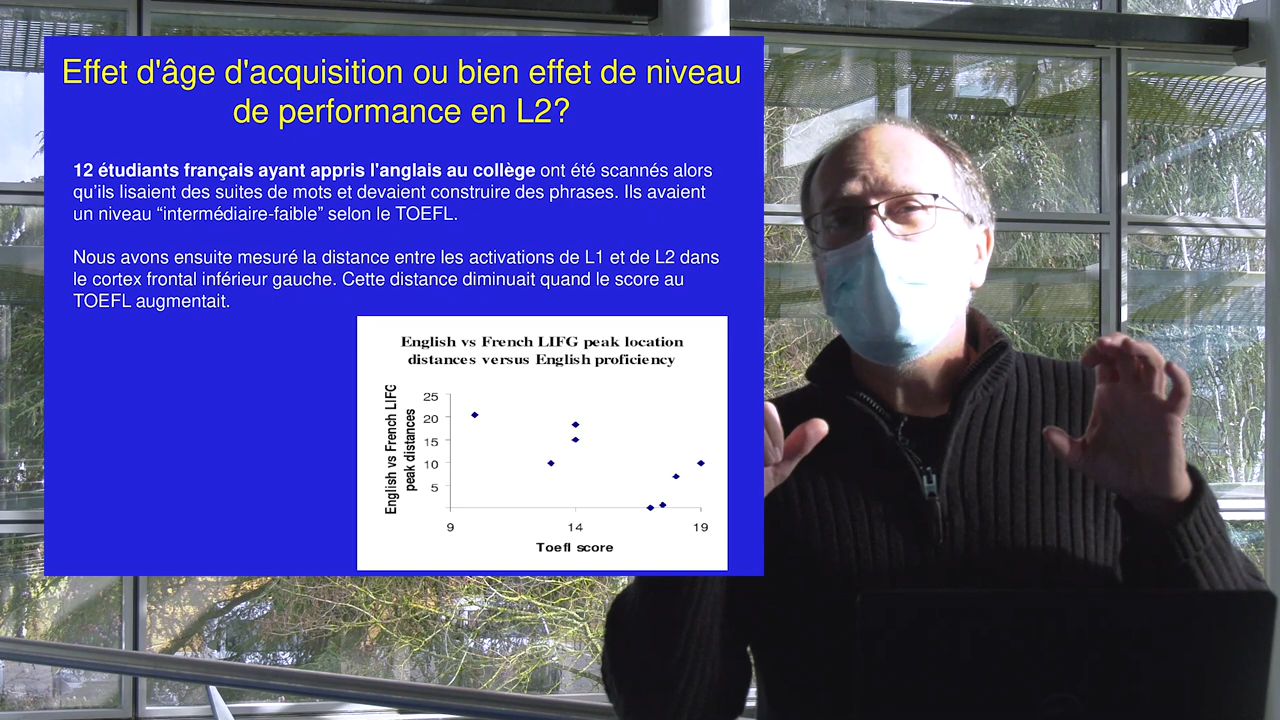 Effet d'âge d'acquisition ou bien effet de niveau
de performance en L2?
12 étudiants français ayant appris l'anglais au collège ont été scannés alors
qu'ils lisaient des suites de mots et devaient construire des phrases. Ils avaient
un niveau “intermédiaire-faible” selon le TOEFL.
Nous avons ensuite mesuré la distance entre les activations de L1 et de L2 dans
le cortex frontal inférieur gauche. Cette distance diminuait quand le score au
TOEFL augmentait.
English vs French LIFG peak location
distances versus English proficiency
English vs French LIFG
peak distances
25
20
15
10
5
9 14 19
Toefl score